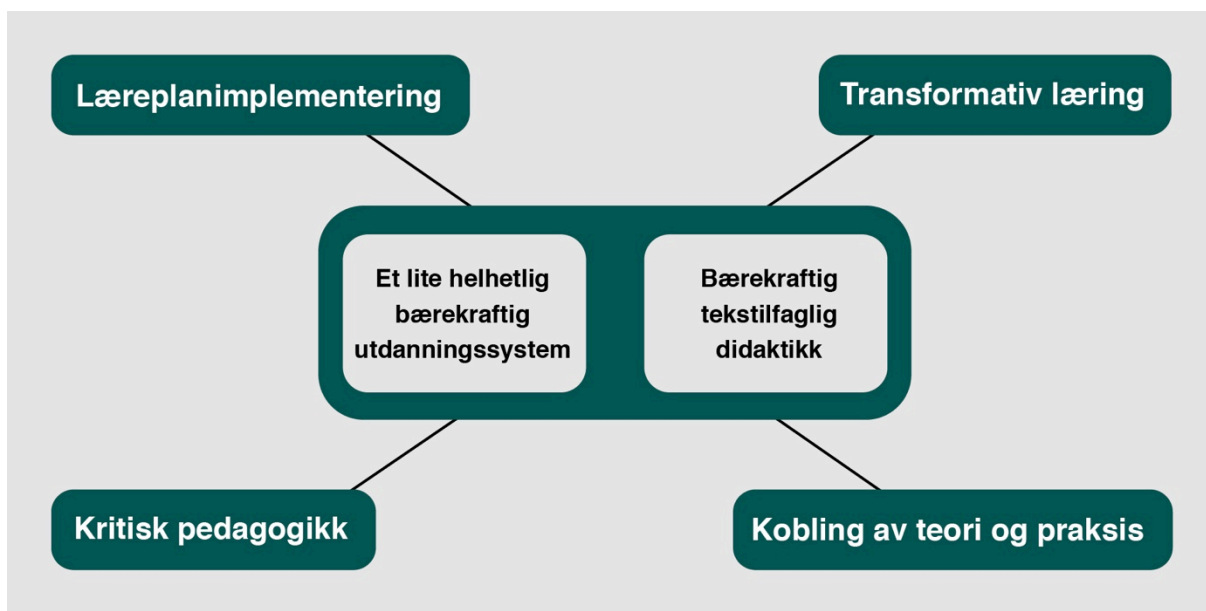 Læreplanimplementering
Transformativ læring
Et lite helhetlig
bærekraftig
utdanningssystem
Bærekraftig
tekstilfaglig
didaktikk
Kritisk pedagogikk
Kobling av teori og praksis